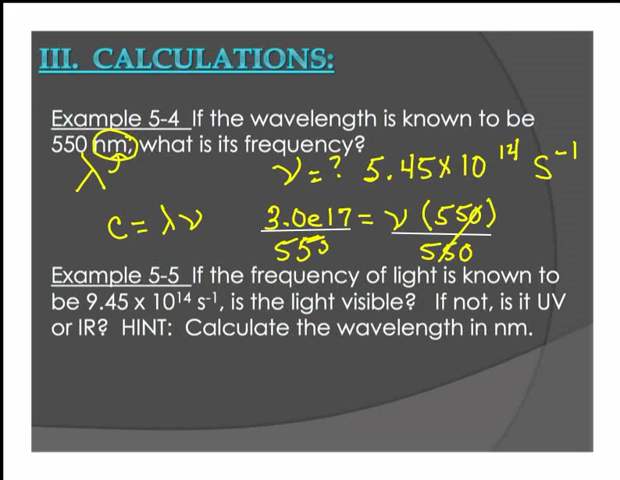 III. CALCULATIONS:
Example 5-4 If the wavelength is known to be
550 nm, what is its frequency?
λ ν = ? 5.45×10¹⁴ S⁻¹
c = λν 3.0e17 = ν (550)
550 550
Example 5-5 If the frequency of light is known to
be 9.45 x 10¹⁴ s⁻¹, is the light visible? If not, is it UV
or IR? HINT: Calculate the wavelength in nm.